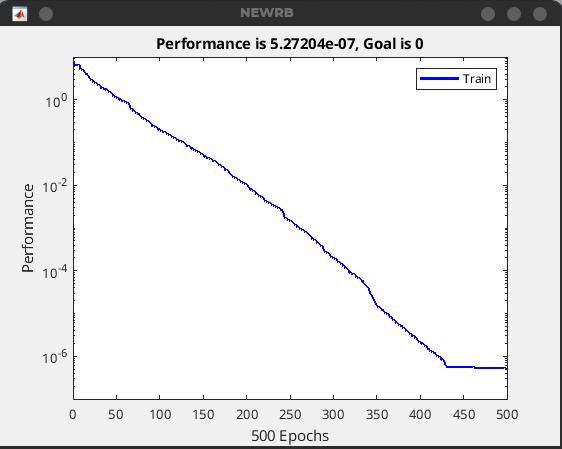 NEWRB
Performance is 5.27204e-07, Goal is 0
Train
Performance
10^0
10^-2
10^-4
10^-6
0 50 100 150 200 250 300 350 400 450 500
500 Epochs